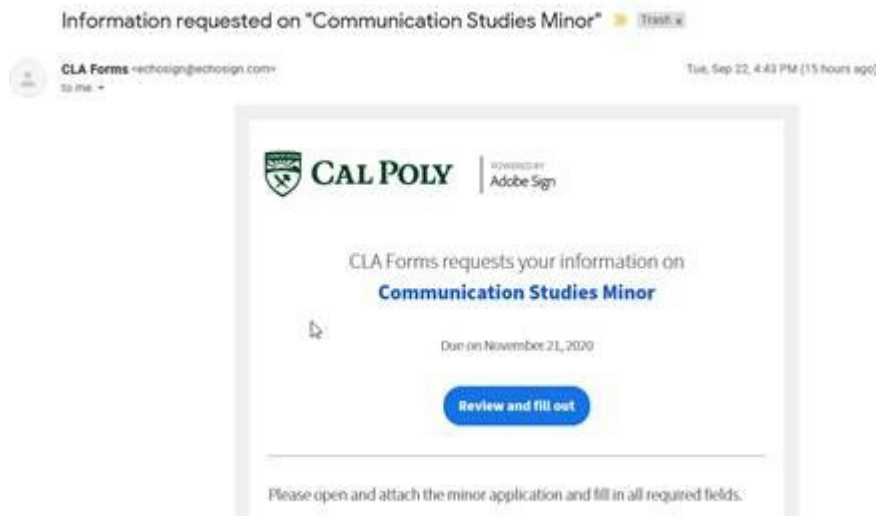 Information requested on "Communication Studies Minor" Trash x
CLA Forms <echosign@echosign.com>
Tue, Sep 22, 4:43 PM (15 hours ago)
to me
CAL POLY
POWERED BY
Adobe Sign
CLA Forms requests your information on
Communication Studies Minor
Due on November 21, 2020
Review and fill out
Please open and attach the minor application and fill in all required fields.